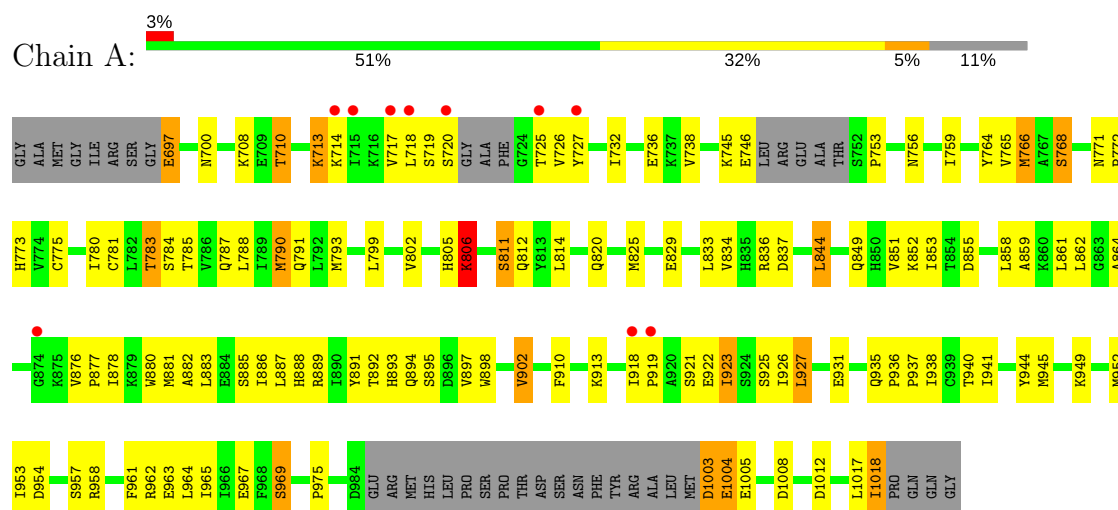 3%
Chain A:
51% 32% 5% 11%
GLY ALA MET GLY ILE ARG SER GLY E697 N700 K708 E709 T710 K713 K714 I715 K716 V717 L718 S719 S720 GLY ALA PHE G724 T725 V726 Y727 I732 E736 K737 V738 K745 E746 LEU ARG GLU ALA THR S752 P753 N756 I759 Y764 V765 M766 A767 S768 N771
H773 V774 C775 I780 C781 L782 T783 S784 T785 V786 Q787 L788 I789 M790 Q791 L792 M793 L799 V802 H805 K806 S811 Q812 Y813 L814 Q820 M825 E829 L833 V834 H835 R836 D837 L844 Q849 H850 V851 K852 I853 T854 D855 L858 A859 K860 L861 L862 G863 A864
G874 K875 V876 P877 I878 K879 W880 M881 A882 L883 E884 S885 I886 L887 H888 R889 I890 Y891 T892 H893 Q894 S895 D896 V897 W898 V902 F910 K913 I918 P919 A920 S921 E922 I923 S924 S925 I926 L927 E931 Q935 P936 P937 I938 C939 T940 I941 Y944 M945 K949 M952
I953 D954 S957 R958 F961 R962 E963 L964 I965 I966 E967 F968 S969 P975 D984 GLU ARG MET HIS LEU PRO SER PRO THR ASP SER ASN PHE TYR ARG ALA LEU MET D1003 E1004 E1005 D1008 D1012 L1017 I1018 PRO GLN GLN GLY